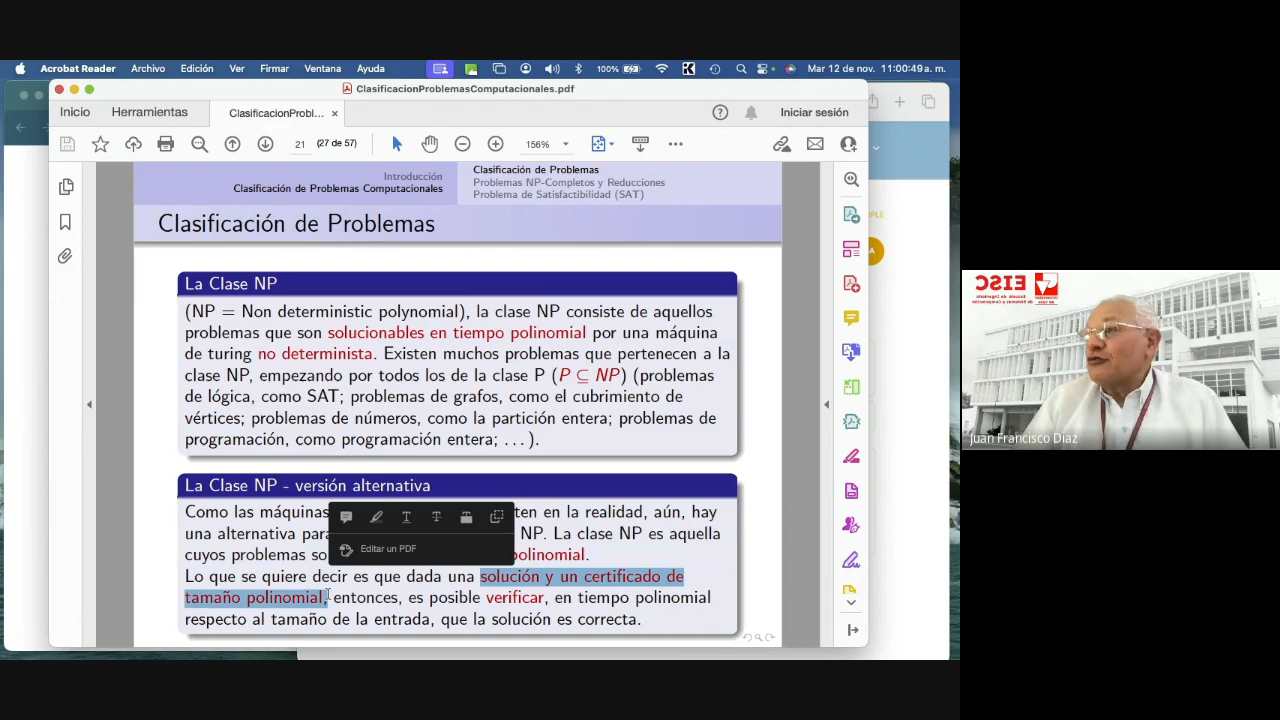 Acrobat Reader Archivo Edición Ver Firmar Ventana Ayuda 100% Mar 12 de nov. 11:00:49 a. m.
ClasificacionProblemasComputacionales.pdf
Inicio Herramientas ClasificacionProbl... × Iniciar sesión
21 (27 de 57) 156%
Introducción
Clasificación de Problemas Computacionales
Clasificación de Problemas
Problemas NP-Completos y Reducciones
Problema de Satisfactibilidad (SAT)
Clasificación de Problemas
La Clase NP
(NP = Non deterministic polynomial), la clase NP consiste de aquellos
problemas que son solucionables en tiempo polinomial por una máquina
de turing no determinista. Existen muchos problemas que pertenecen a la
clase NP, empezando por todos los de la clase P (P ⊆ NP) (problemas
de lógica, como SAT; problemas de grafos, como el cubrimiento de
vértices; problemas de números, como la partición entera; problemas de
programación, como programación entera; ...).
La Clase NP - versión alternativa
Como las máquinas ten en la realidad, aún, hay
una alternativa para NP. La clase NP es aquella
cuyos problemas so polinomial.
Editar un PDF
Lo que se quiere decir es que dada una solución y un certificado de
tamaño polinomial, entonces, es posible verificar, en tiempo polinomial
respecto al tamaño de la entrada, que la solución es correcta.
PLE
A
EISC
Juan Francisco Diaz